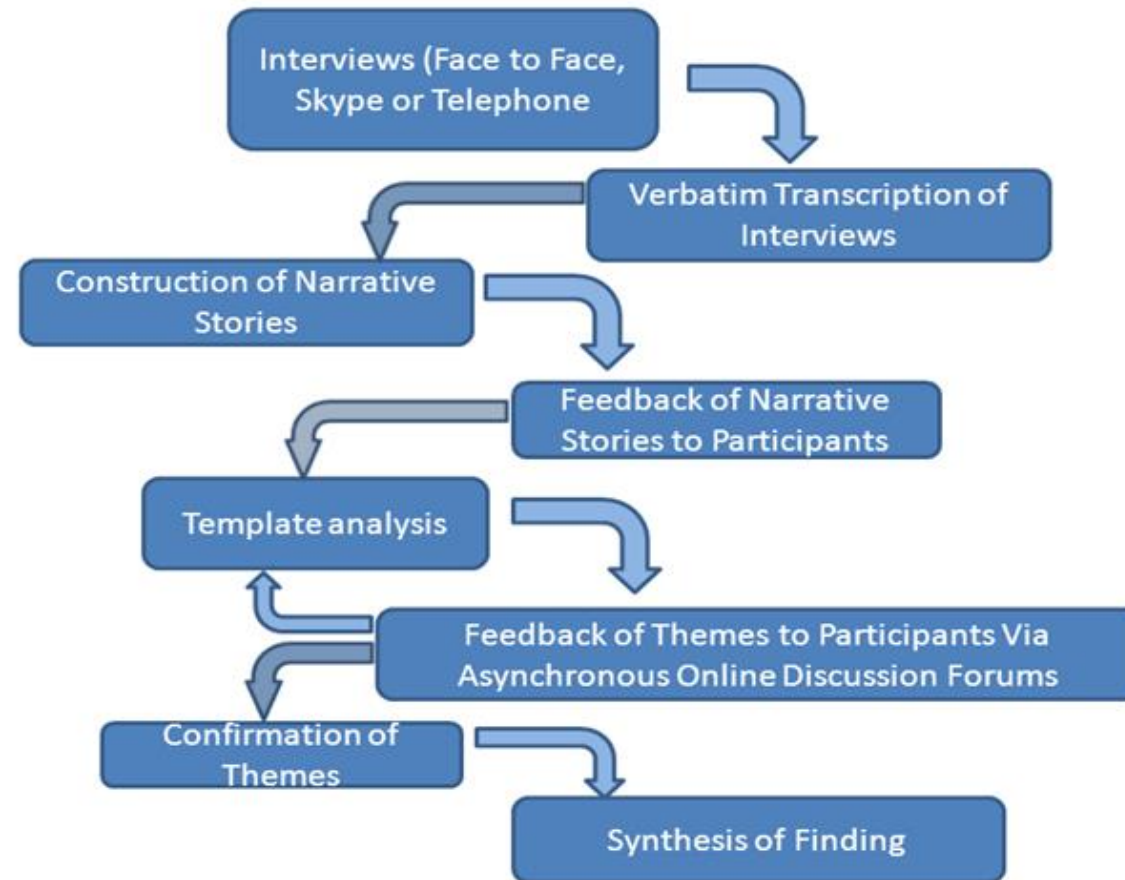 Interviews (Face to Face,
Skype or Telephone
Verbatim Transcription of
Interviews
Construction of Narrative
Stories
Feedback of Narrative
Stories to Participants
Template analysis
Feedback of Themes to Participants Via
Asynchronous Online Discussion Forums
Confirmation of
Themes
Synthesis of Finding